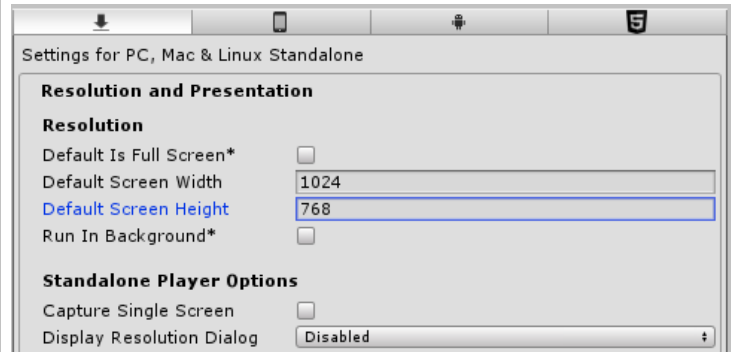 Settings for PC, Mac & Linux Standalone
Resolution and Presentation
Resolution
Default Is Full Screen*
Default Screen Width 1024
Default Screen Height 768
Run In Background*
Standalone Player Options
Capture Single Screen
Display Resolution Dialog Disabled